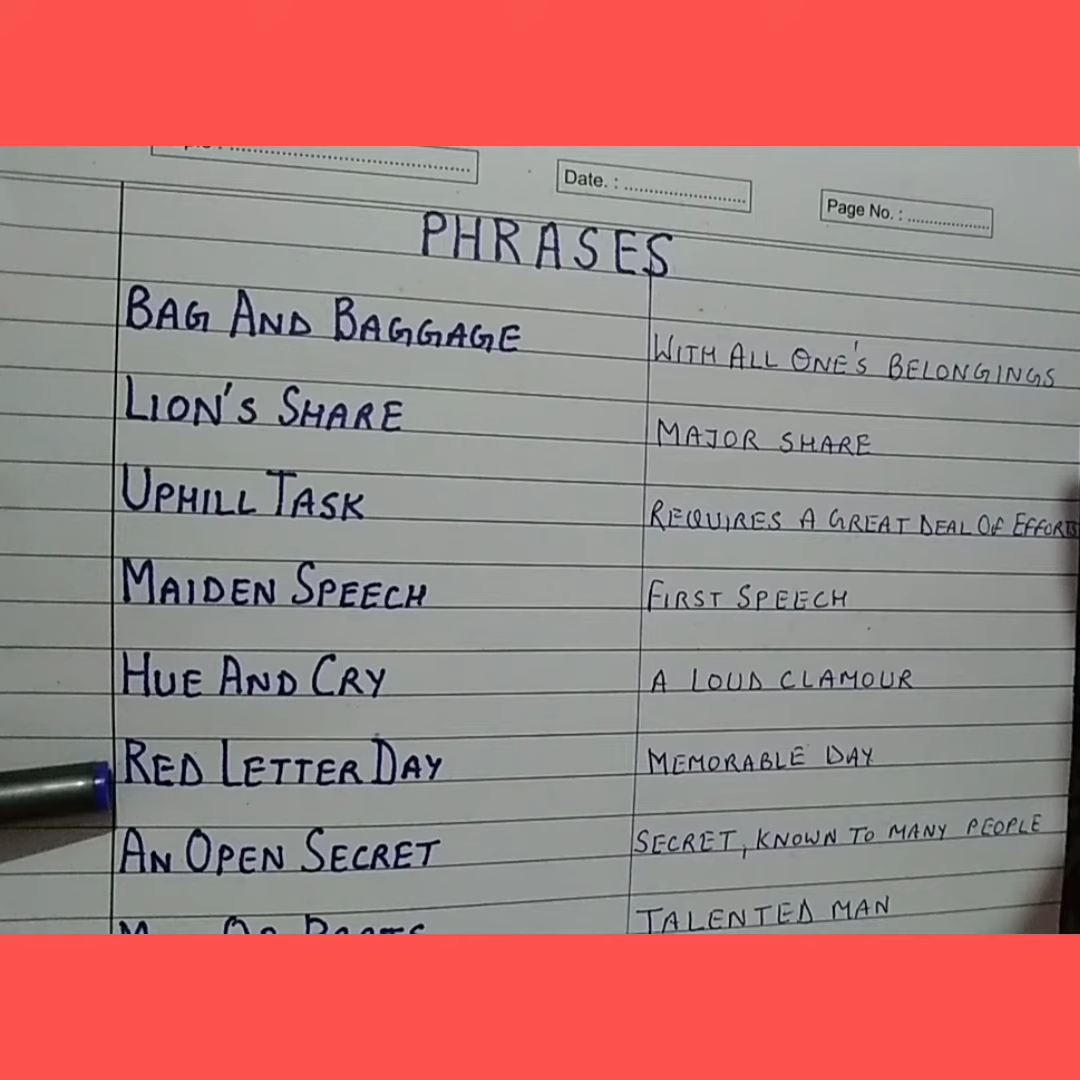 Date. : ........................
Page No. : ....................
PHRASES
BAG AND BAGGAGE WITH ALL ONE'S BELONGINGS
LION'S SHARE MAJOR SHARE
UPHILL TASK REQUIRES A GREAT DEAL OF EFFORTS
MAIDEN SPEECH FIRST SPEECH
HUE AND CRY A LOUD CLAMOUR
RED LETTER DAY MEMORABLE DAY
AN OPEN SECRET SECRET, KNOWN TO MANY PEOPLE
TALENTED MAN